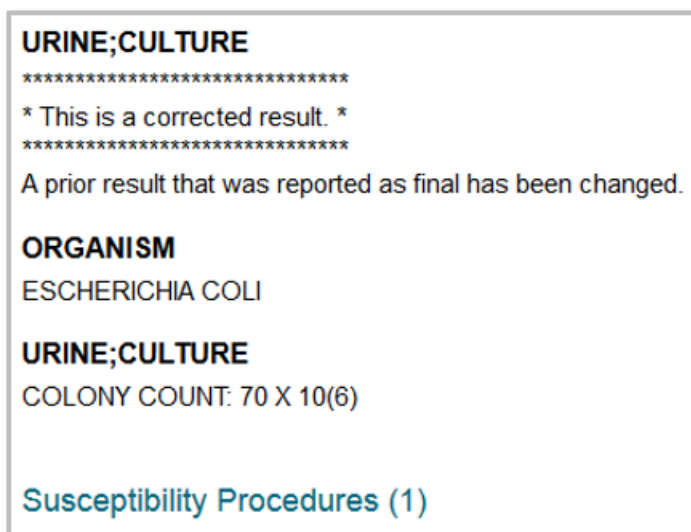 URINE;CULTURE
*******************************
* This is a corrected result. *
*******************************
A prior result that was reported as final has been changed.
ORGANISM
ESCHERICHIA COLI
URINE;CULTURE
COLONY COUNT: 70 X 10(6)
Susceptibility Procedures (1)